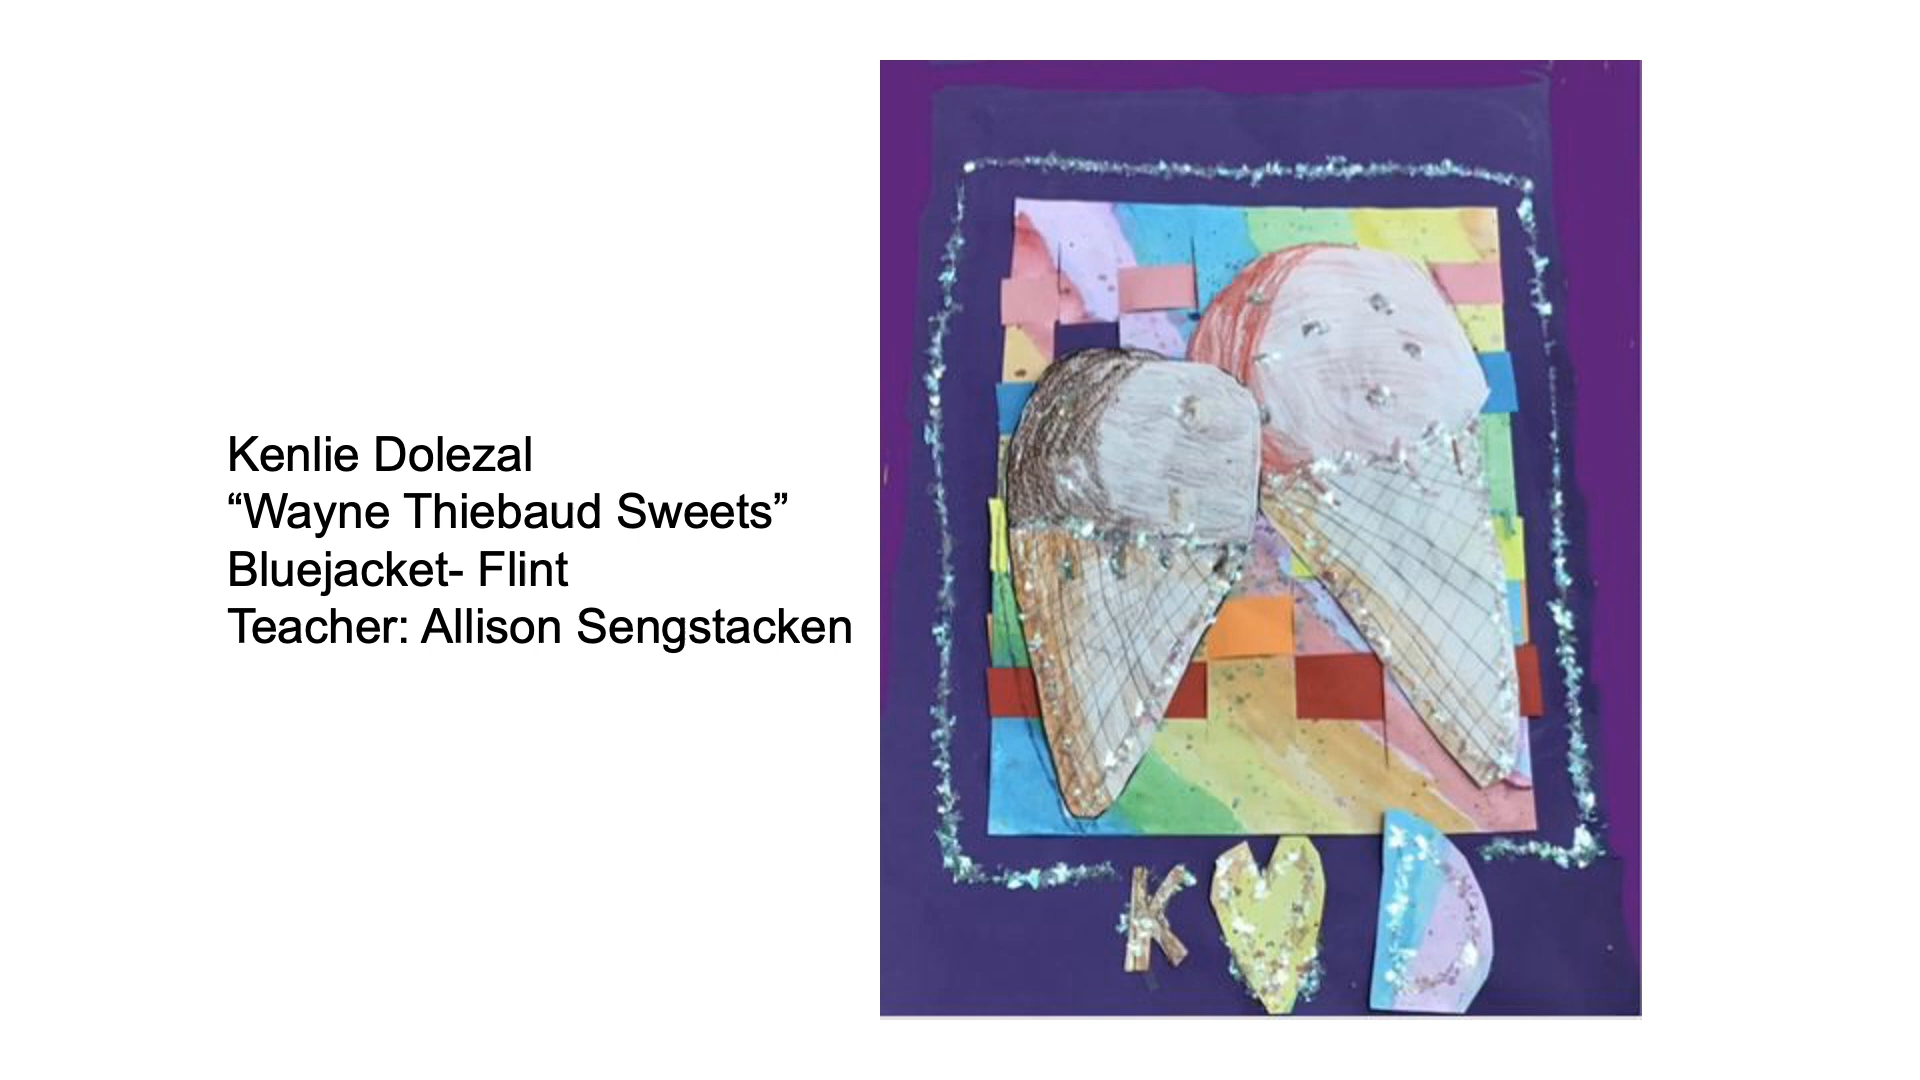 Kenlie Dolezal
“Wayne Thiebaud Sweets”
Bluejacket- Flint
Teacher: Allison Sengstacken
K D